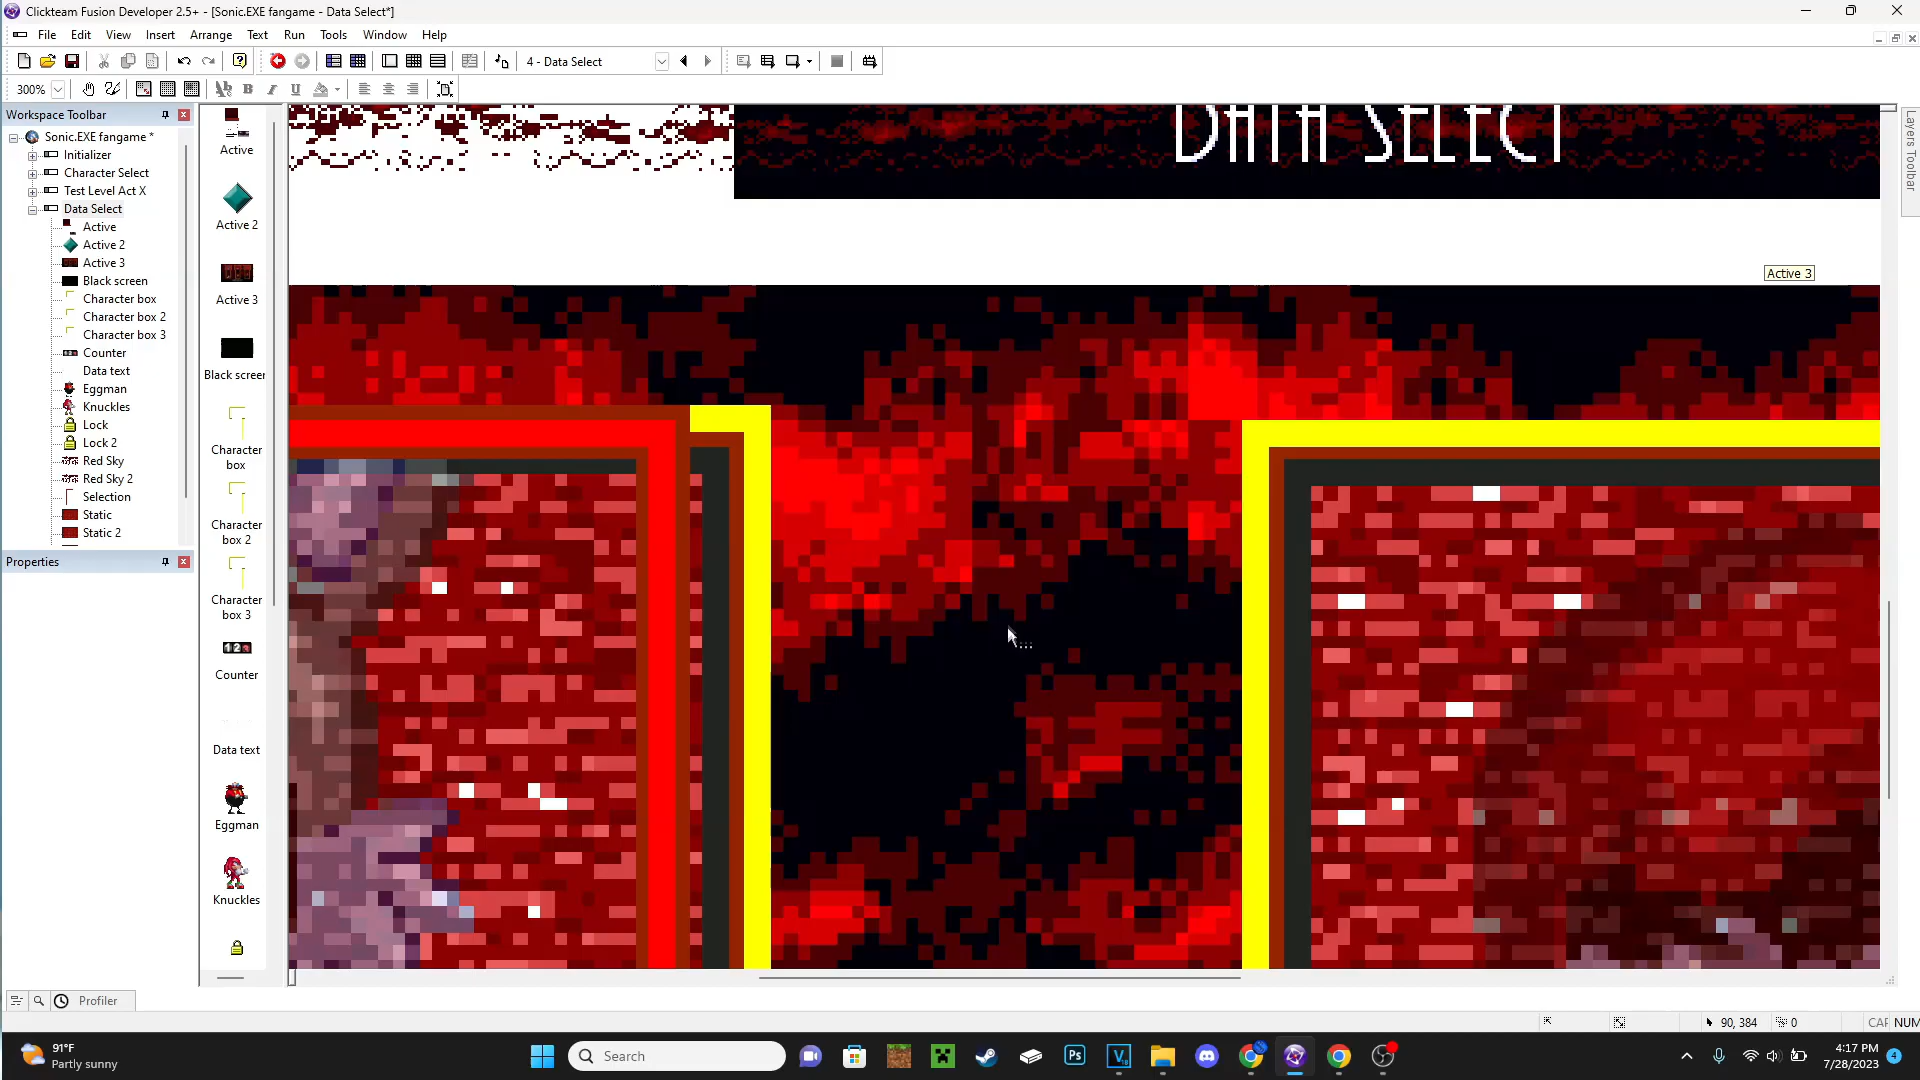 Clickteam Fusion Developer 2.5+ - [Sonic.EXE fangame - Data Select*]
File Edit View Insert Arrange Text Run Tools Window Help
4 - Data Select
300%
Workspace Toolbar
Sonic.EXE fangame *
Initializer
Character Select
Test Level Act X
Data Select
Active
Active 2
Active 3
Black screen
Character box
Character box 2
Character box 3
Counter
Data text
Eggman
Knuckles
Lock
Lock 2
Red Sky
Red Sky 2
Selection
Static
Static 2
Properties
Active
Active 2
Active 3
Black screen
Character
box
Character
box 2
Character
box 3
Counter
Data text
Eggman
Knuckles
DATA SELECT
Active 3
Layers Toolbar
Profiler
90, 384
0
CAP NUM
91°F
Partly sunny
Search
Ps
4:17 PM
7/28/2023
4